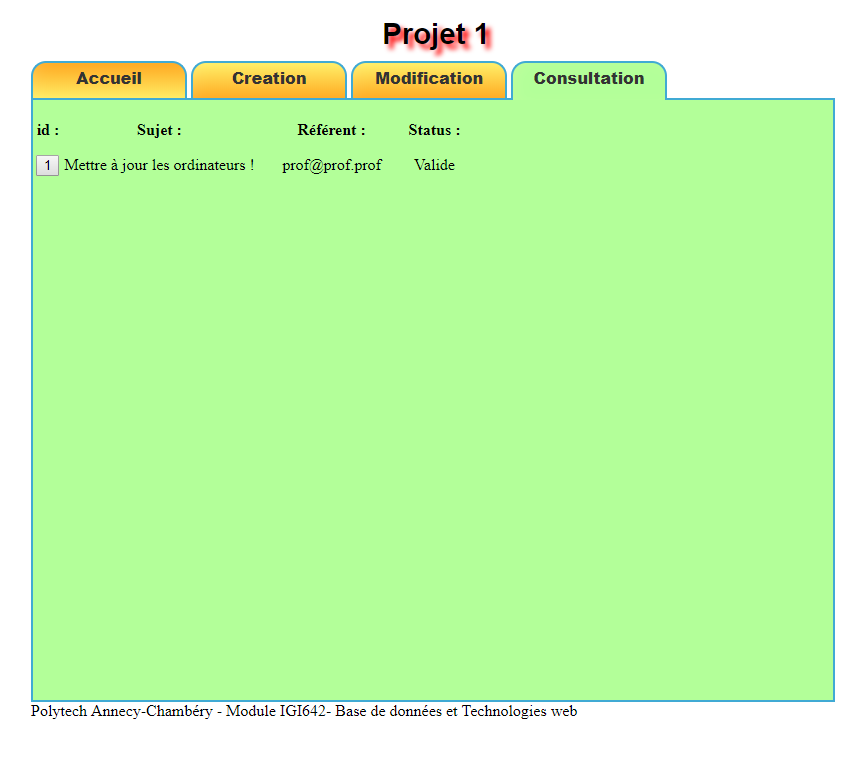 Projet 1
Accueil Creation Modification Consultation
id : Sujet : Référent : Status :
1 Mettre à jour les ordinateurs ! prof@prof.prof Valide
Polytech Annecy-Chambéry - Module IGI642- Base de données et Technologies web